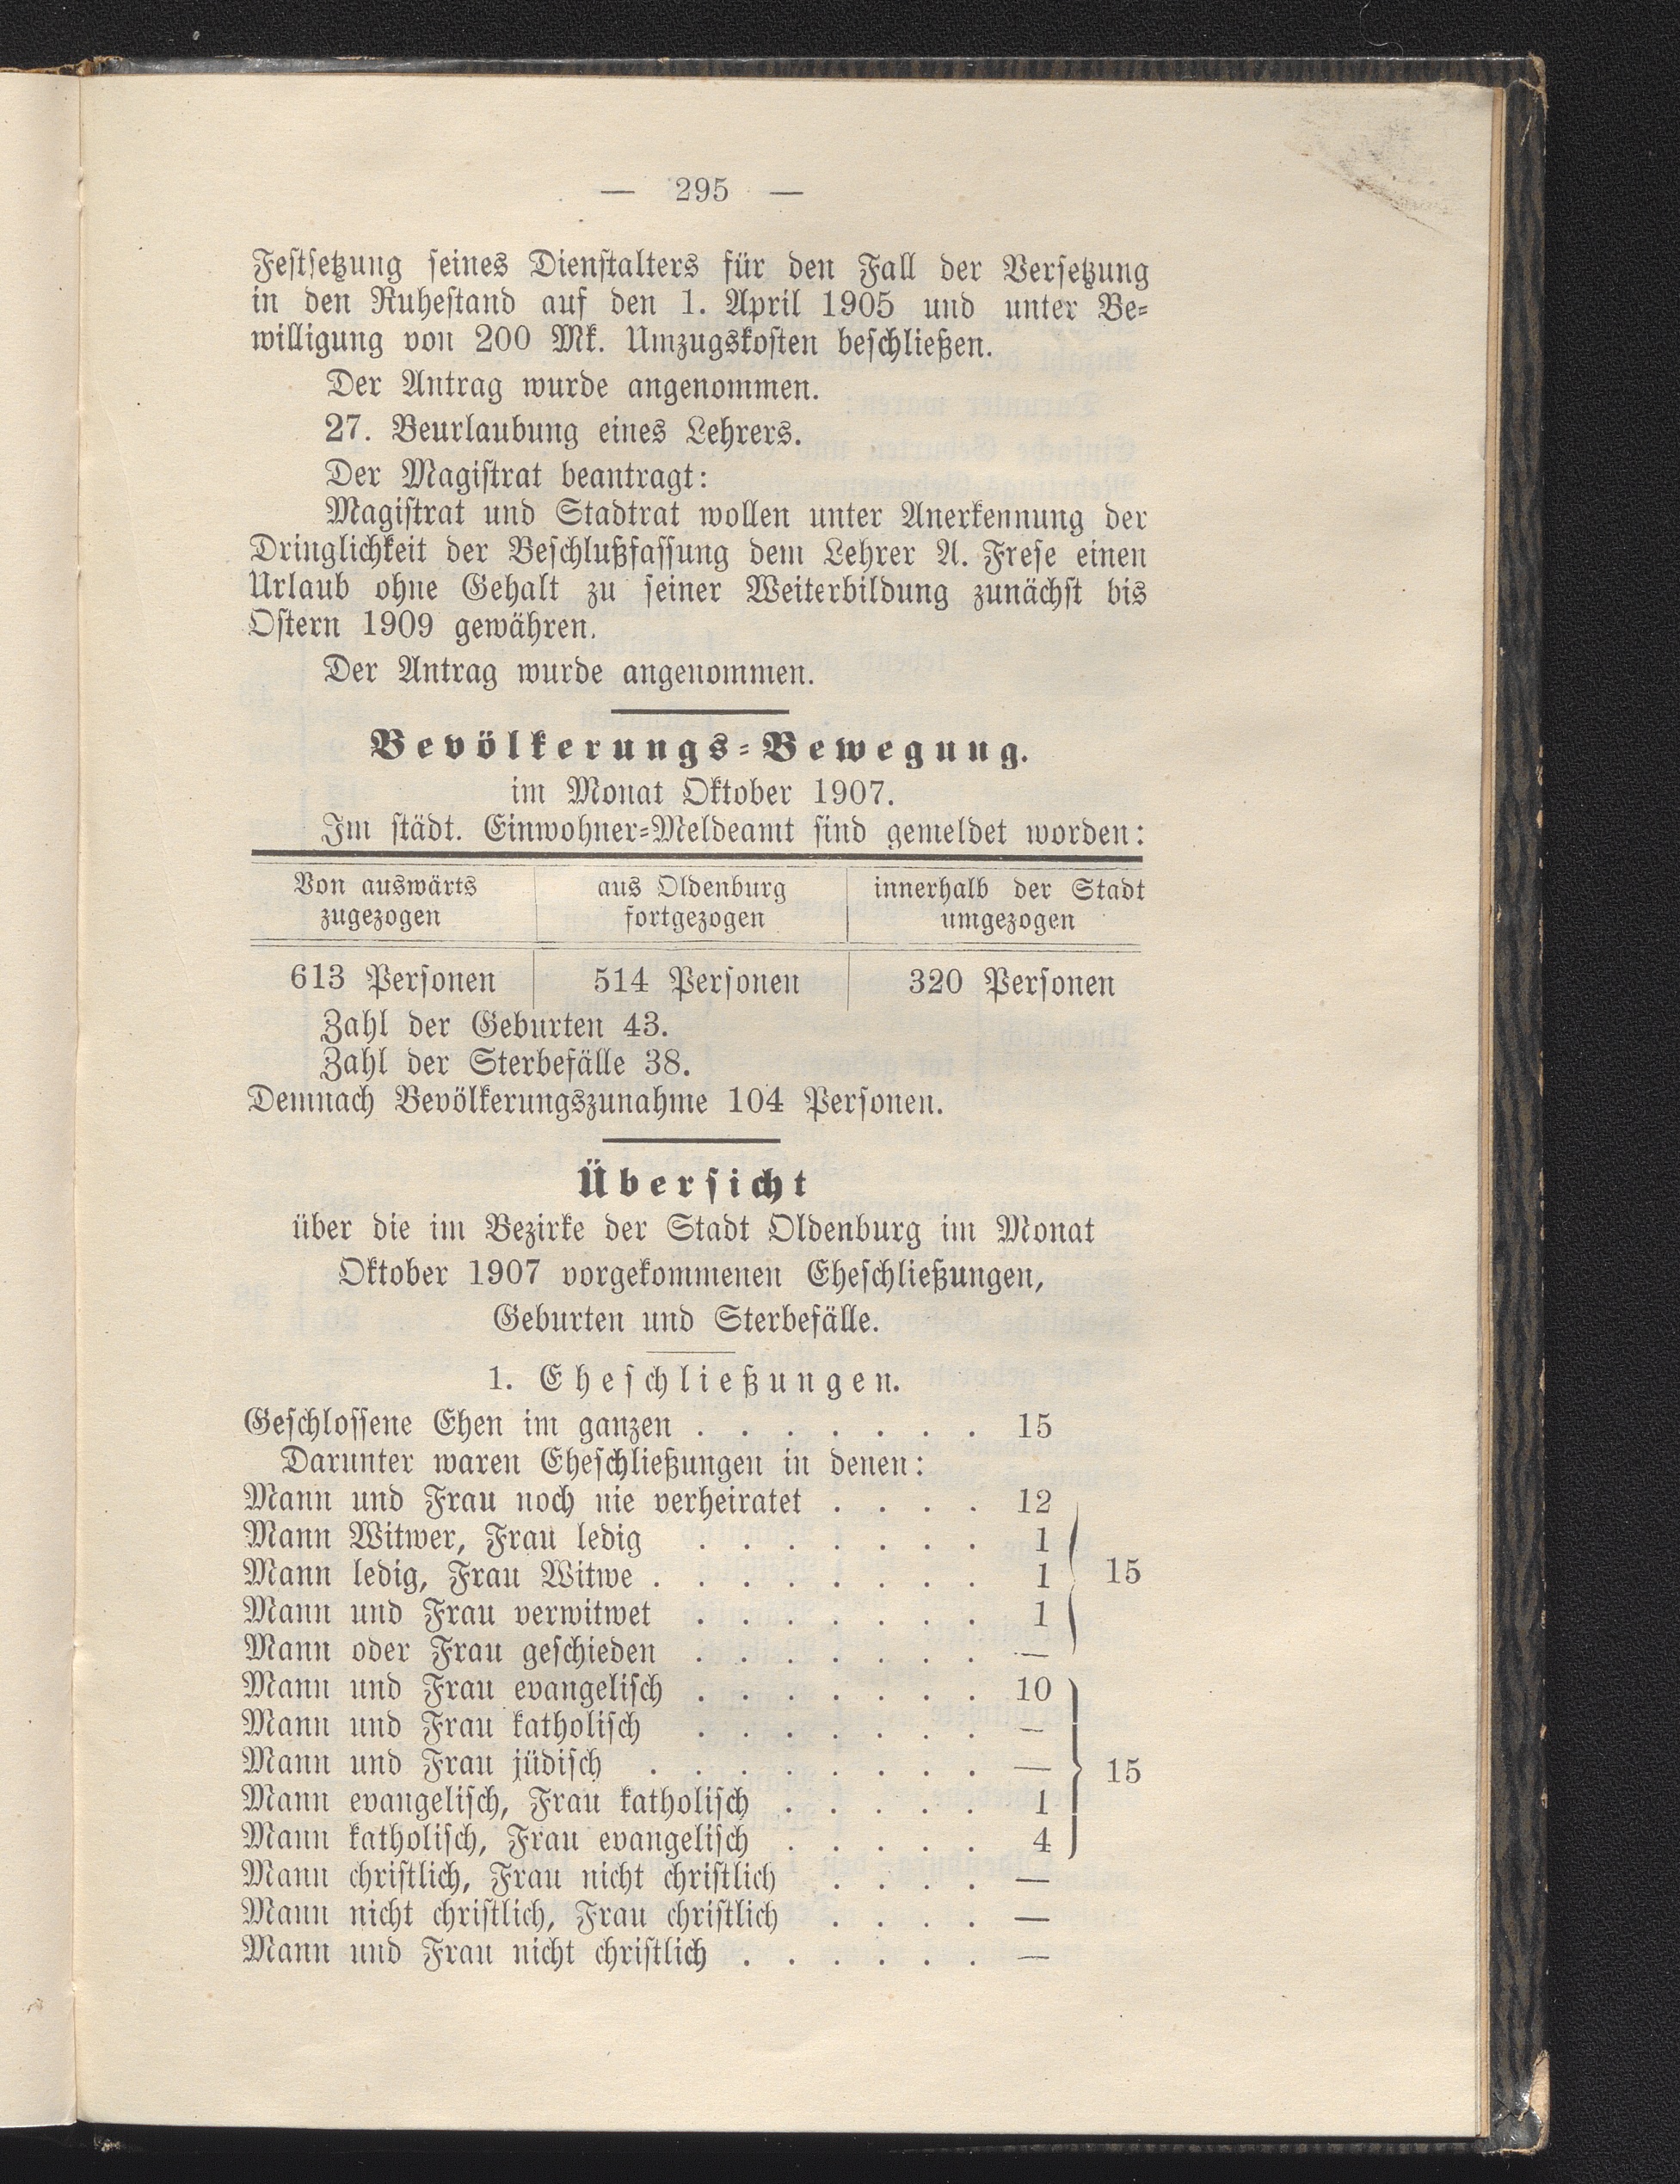 — 295 —
Festsetzung seines Dienstalters für den Fall der Versetzung
in den Ruhestand auf den 1. April 1905 und unter Be-
willigung von 200 Mk. Umzugskosten beschließen.
Der Antrag wurde angenommen.
27. Beurlaubung eines Lehrers.
Der Magistrat beantragt:
Magistrat und Stadtrat wollen unter Anerkennung der
Dringlichkeit der Beschlußfassung dem Lehrer A. Frese einen
Urlaub ohne Gehalt zu seiner Weiterbildung zunächst bis
Ostern 1909 gewähren.
Der Antrag wurde angenommen.
Bevölkerungs-Bewegung.
im Monat Oktober 1907.
Im städt. Einwohner-Meldeamt sind gemeldet worden:
Von auswärts aus Oldenburg innerhalb der Stadt
zugezogen fortgezogen umgezogen
613 Personen 514 Personen 320 Personen
Zahl der Geburten 43.
Zahl der Sterbefälle 38.
Demnach Bevölkerungszunahme 104 Personen.
Übersicht
über die im Bezirke der Stadt Oldenburg im Monat
Oktober 1907 vorgekommenen Eheschließungen,
Geburten und Sterbefälle.
1. Eheschließungen.
Geschlossene Ehen im ganzen . . . . . . . 15
Darunter waren Eheschließungen in denen:
Mann und Frau noch nie verheiratet . . . . 12
Mann Witwer, Frau ledig . . . . . . . 1
Mann ledig, Frau Witwe . . . . . . . . 1 15
Mann und Frau verwitwet . . . . . . . 1
Mann oder Frau geschieden . . . . . . . —
Mann und Frau evangelisch . . . . . . . 10
Mann und Frau katholisch . . . . . . . —
Mann und Frau jüdisch . . . . . . . . — 15
Mann evangelisch, Frau katholisch . . . . . 1
Mann katholisch, Frau evangelisch . . . . . 4
Mann christlich, Frau nicht christlich . . . . —
Mann nicht christlich, Frau christlich . . . . —
Mann und Frau nicht christlich . . . . . . —